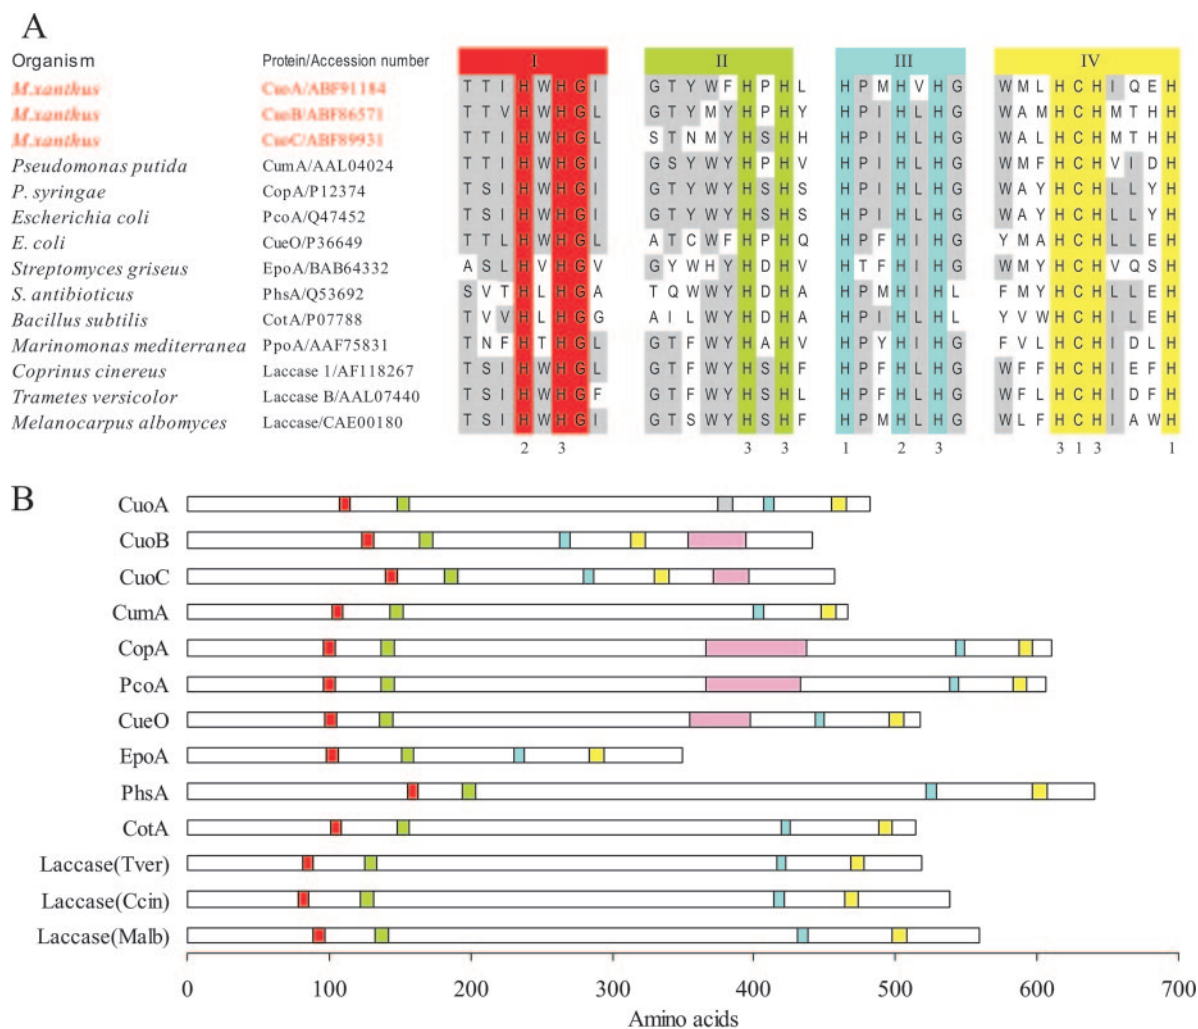 A
Organism Protein/Accession number I II III IV
M.xanthus CuoA/ABF91184 T T I H W H G I G T Y W F H P H L H P M H V H G W M L H C H I Q E H
M.xanthus CuoB/ABF86571 T T V H W H G L G T Y M Y H P H Y H P I H L H G W A M H C H M T H H
M.xanthus CuoC/ABF89931 T T I H W H G I S T N M Y H S H H H P I H L H G W A L H C H M T H H
Pseudomonas putida CumA/AAL04024 T T I H W H G I G S Y W Y H P H V H P I H L H G W M F H C H V I D H
P. syringae CopA/P12374 T S I H W H G I G T Y W Y H S H S H P I H L H G W A Y H C H L L Y H
Escherichia coli PcoA/Q47452 T S I H W H G I G T Y W Y H S H S H P I H L H G W A Y H C H L L Y H
E. coli CueO/P36649 T T L H W H G L A T C W F H P H Q H P F H I H G Y M A H C H L L E H
Streptomyces griseus EpoA/BAB64332 A S L H V H G V G Y W H Y H D H V H T F H I H G W M Y H C H V Q S H
S. antibioticus PhsA/Q53692 S V T H L H G A T Q W W Y H D H A H P M H I H L F M Y H C H L L E H
Bacillus subtilis CotA/P07788 T V V H L H G G A I L W Y H D H A H P I H L H L Y V W H C H I L E H
Marinomonas mediterranea PpoA/AAF75831 T N F H T H G L G T F W Y H A H V H P Y H I H G F V L H C H I D L H
Coprinus cinereus Laccase 1/AF118267 T S I H W H G L G T F W Y H S H F H P M H L H G W F F H C H I E F H
Trametes versicolor Laccase B/AAL07440 T S I H W H G F G T F W Y H S H L H P F H L H G W F L H C H I D F H
Melanocarpus albomyces Laccase/CAE00180 T S I H W H G I G T S W Y H S H F H P M H L H G W L F H C H I A W H
2 3 3 3 1 2 3 3 1 3 1
B
CuoA
CuoB
CuoC
CumA
CopA
PcoA
CueO
EpoA
PhsA
CotA
Laccase(Tver)
Laccase(Ccin)
Laccase(Malb)
0 100 200 300 400 500 600 700
Amino acids